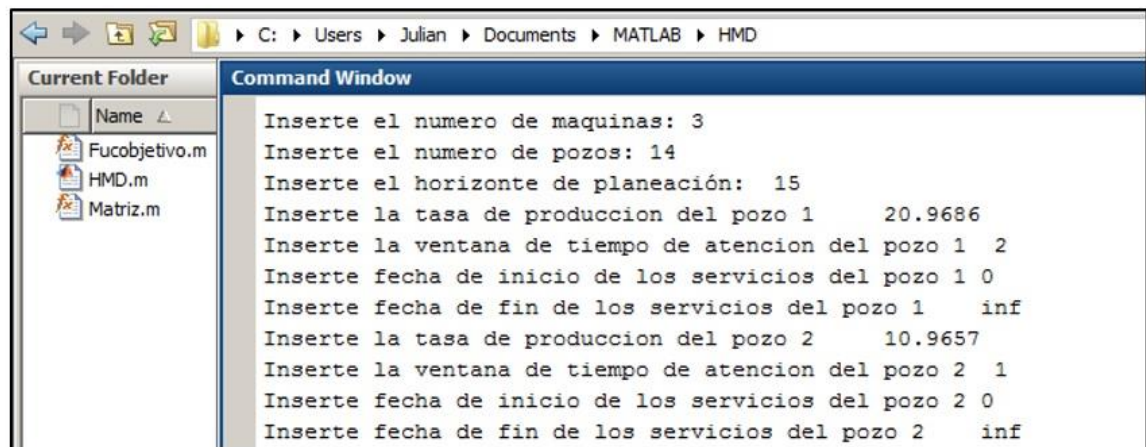 C: Users Julian Documents MATLAB HMD
Current Folder
Name
Fucobjetivo.m
HMD.m
Matriz.m
Command Window
Inserte el numero de maquinas: 3
Inserte el numero de pozos: 14
Inserte el horizonte de planeación: 15
Inserte la tasa de produccion del pozo 1 20.9686
Inserte la ventana de tiempo de atencion del pozo 1 2
Inserte fecha de inicio de los servicios del pozo 1 0
Inserte fecha de fin de los servicios del pozo 1 inf
Inserte la tasa de produccion del pozo 2 10.9657
Inserte la ventana de tiempo de atencion del pozo 2 1
Inserte fecha de inicio de los servicios del pozo 2 0
Inserte fecha de fin de los servicios del pozo 2 inf